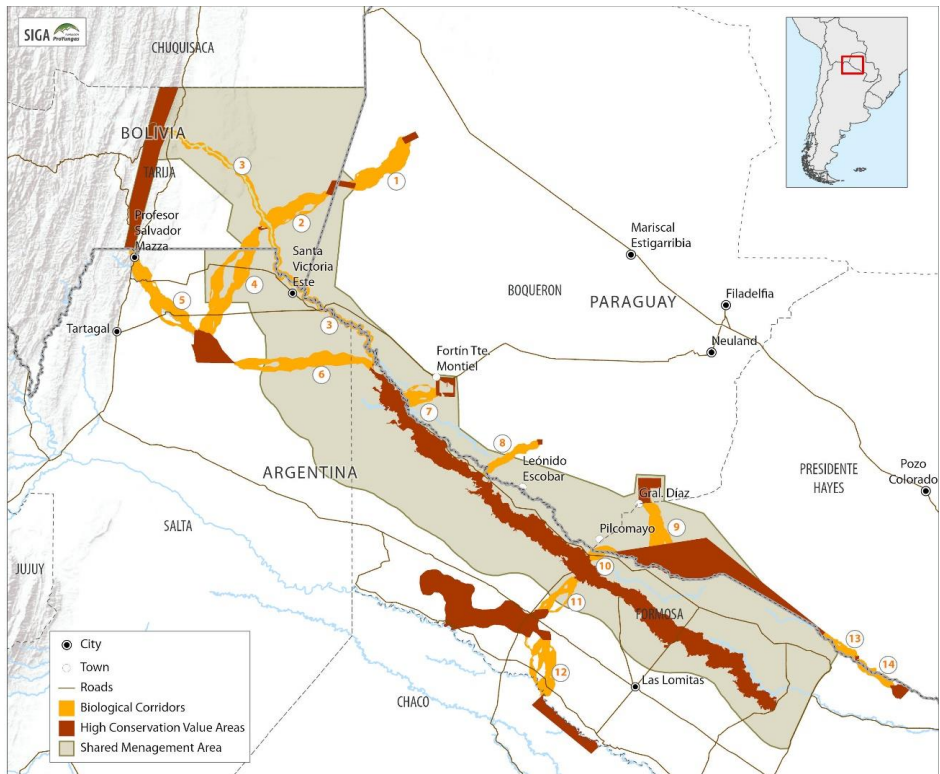 SIGA
ProYungas
CHUQUISACA
BOLIVIA
TARIJA
3
1
2
Profesor
Salvador
Mazza
Santa
Victoria
Este
4
5
3
Mariscal
Estigarribia
BOQUERON
PARAGUAY
Filadelfia
Neuland
Tartagal
Fortín Tte.
Montiel
6
7
8
Leónido
Escobar
ARGENTINA
PRESIDENTE
HAYES
Pozo
Colorado
Gral. Díaz
Pilcomayo
9
10
SALTA
JUJUY
11
FORMOSA
12
13
14
Las Lomitas
CHACO
City
Town
Roads
Biological Corridors
High Conservation Value Areas
Shared Menagement Area